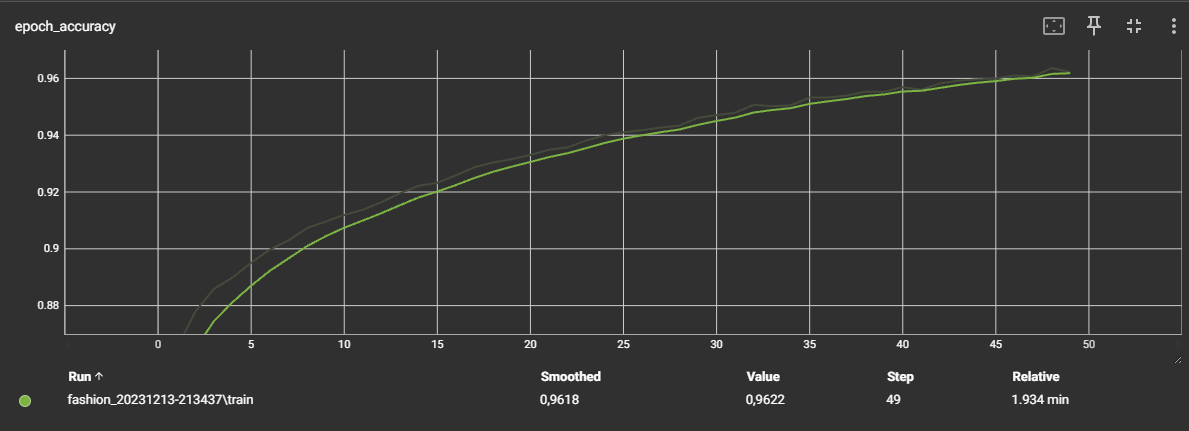 epoch_accuracy
0.96
0.94
0.92
0.9
0.88
0 5 10 15 20 25 30 35 40 45 50
Run ↑ Smoothed Value Step Relative
fashion_20231213-213437\train 0,9618 0,9622 49 1.934 min